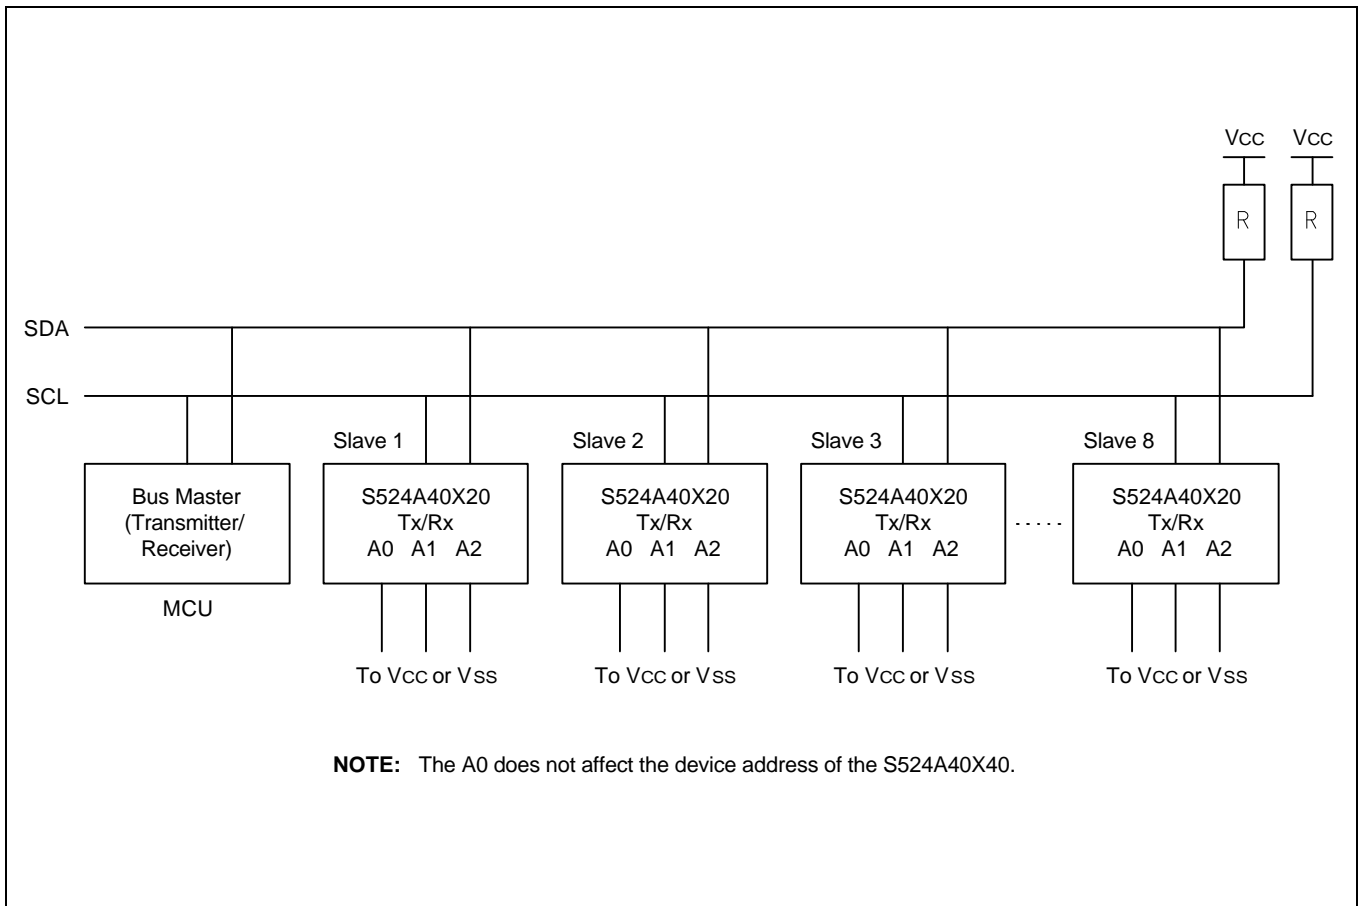 Vcc Vcc
R R
SDA
SCL
Slave 1 Slave 2 Slave 3 Slave 8
Bus Master
(Transmitter/
Receiver)
MCU
S524A40X20
Tx/Rx
A0 A1 A2
To Vcc or Vss
S524A40X20
Tx/Rx
A0 A1 A2
To Vcc or Vss
S524A40X20
Tx/Rx
A0 A1 A2
To Vcc or Vss
.....
S524A40X20
Tx/Rx
A0 A1 A2
To Vcc or Vss
NOTE: The A0 does not affect the device address of the S524A40X40.